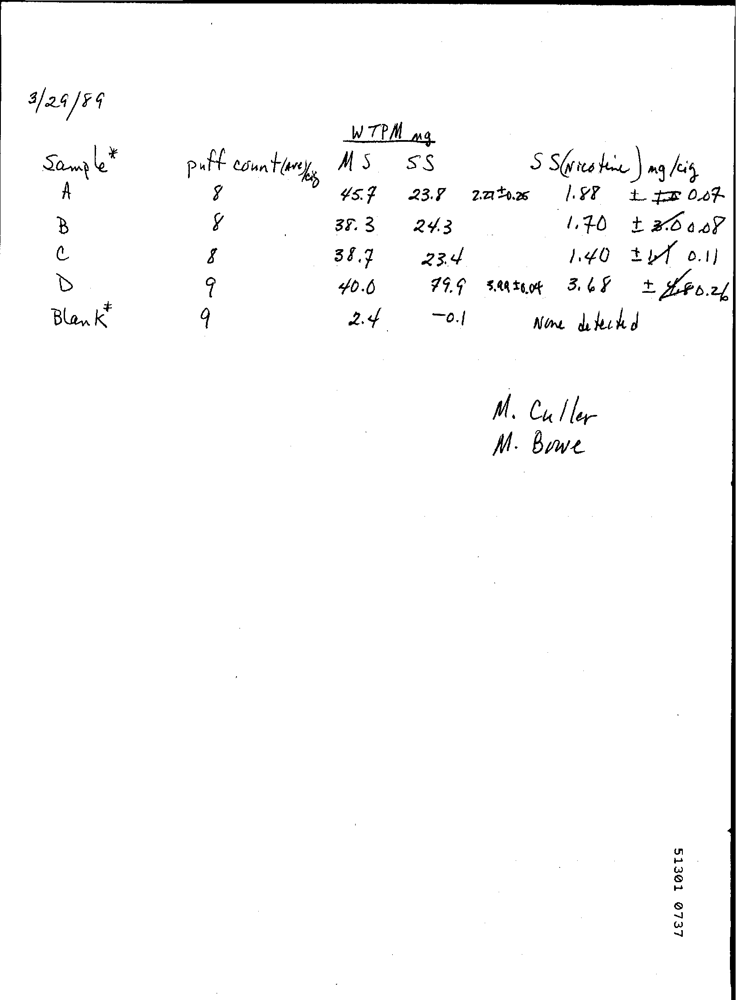 3/29/89
WTPM mg
Sample* puff count (Ave)/cig MS SS SS (Nicotine) mg/cig
A 8 45.7 23.8 2.27±0.26 1.88 ± 0.07
B 8 38.3 24.3 1.70 ± 0.08
C 8 38.7 23.4 1.40 ± 0.11
D 9 40.0 79.9 3.99±0.04 3.68 ± 0.26
Blank* 9 2.4 -0.1 None detected
M. Culler
M. Bowe
51301 0737